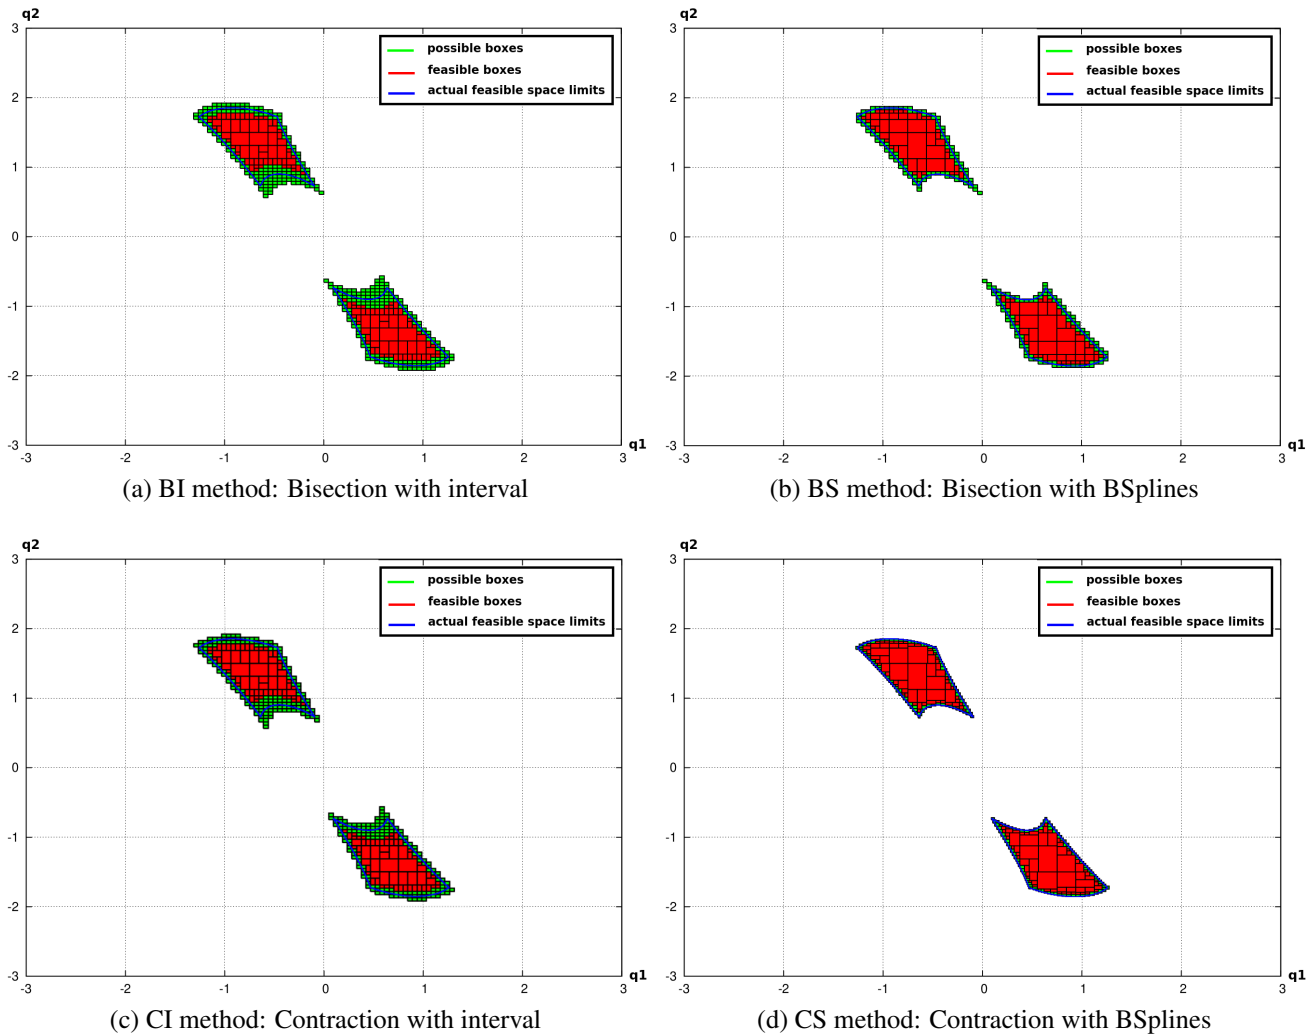 q2
3
possible boxes
feasible boxes
actual feasible space limits
2
1
0
-1
-2
-3
q1
-3 -2 -1 0 1 2 3
(a) BI method: Bisection with interval
q2
3
possible boxes
feasible boxes
actual feasible space limits
2
1
0
-1
-2
-3
q1
-3 -2 -1 0 1 2 3
(b) BS method: Bisection with BSplines
q2
3
possible boxes
feasible boxes
actual feasible space limits
2
1
0
-1
-2
-3
q1
-3 -2 -1 0 1 2 3
(c) CI method: Contraction with interval
q2
3
possible boxes
feasible boxes
actual feasible space limits
2
1
0
-1
-2
-3
q1
-3 -2 -1 0 1 2 3
(d) CS method: Contraction with BSplines